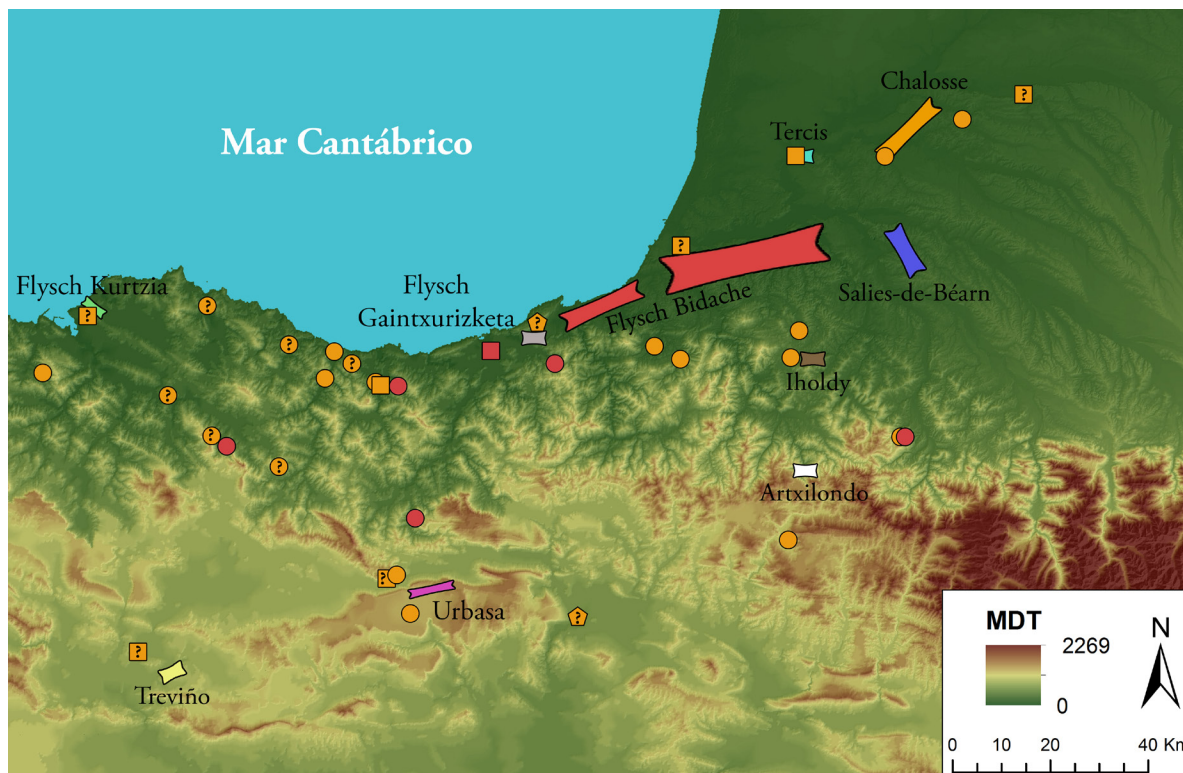 Chalosse
?
Tercis
Mar Cantábrico
?
Flysch Kurtzia
?
?
Flysch
Gaintxurizketa
?
Flysch Bidache
Salies-de-Béarn
?
?
Iholdy
?
?
?
Artxilondo
?
Urbasa
?
?
Treviño
MDT
2269
0
N
0 10 20 40 Km